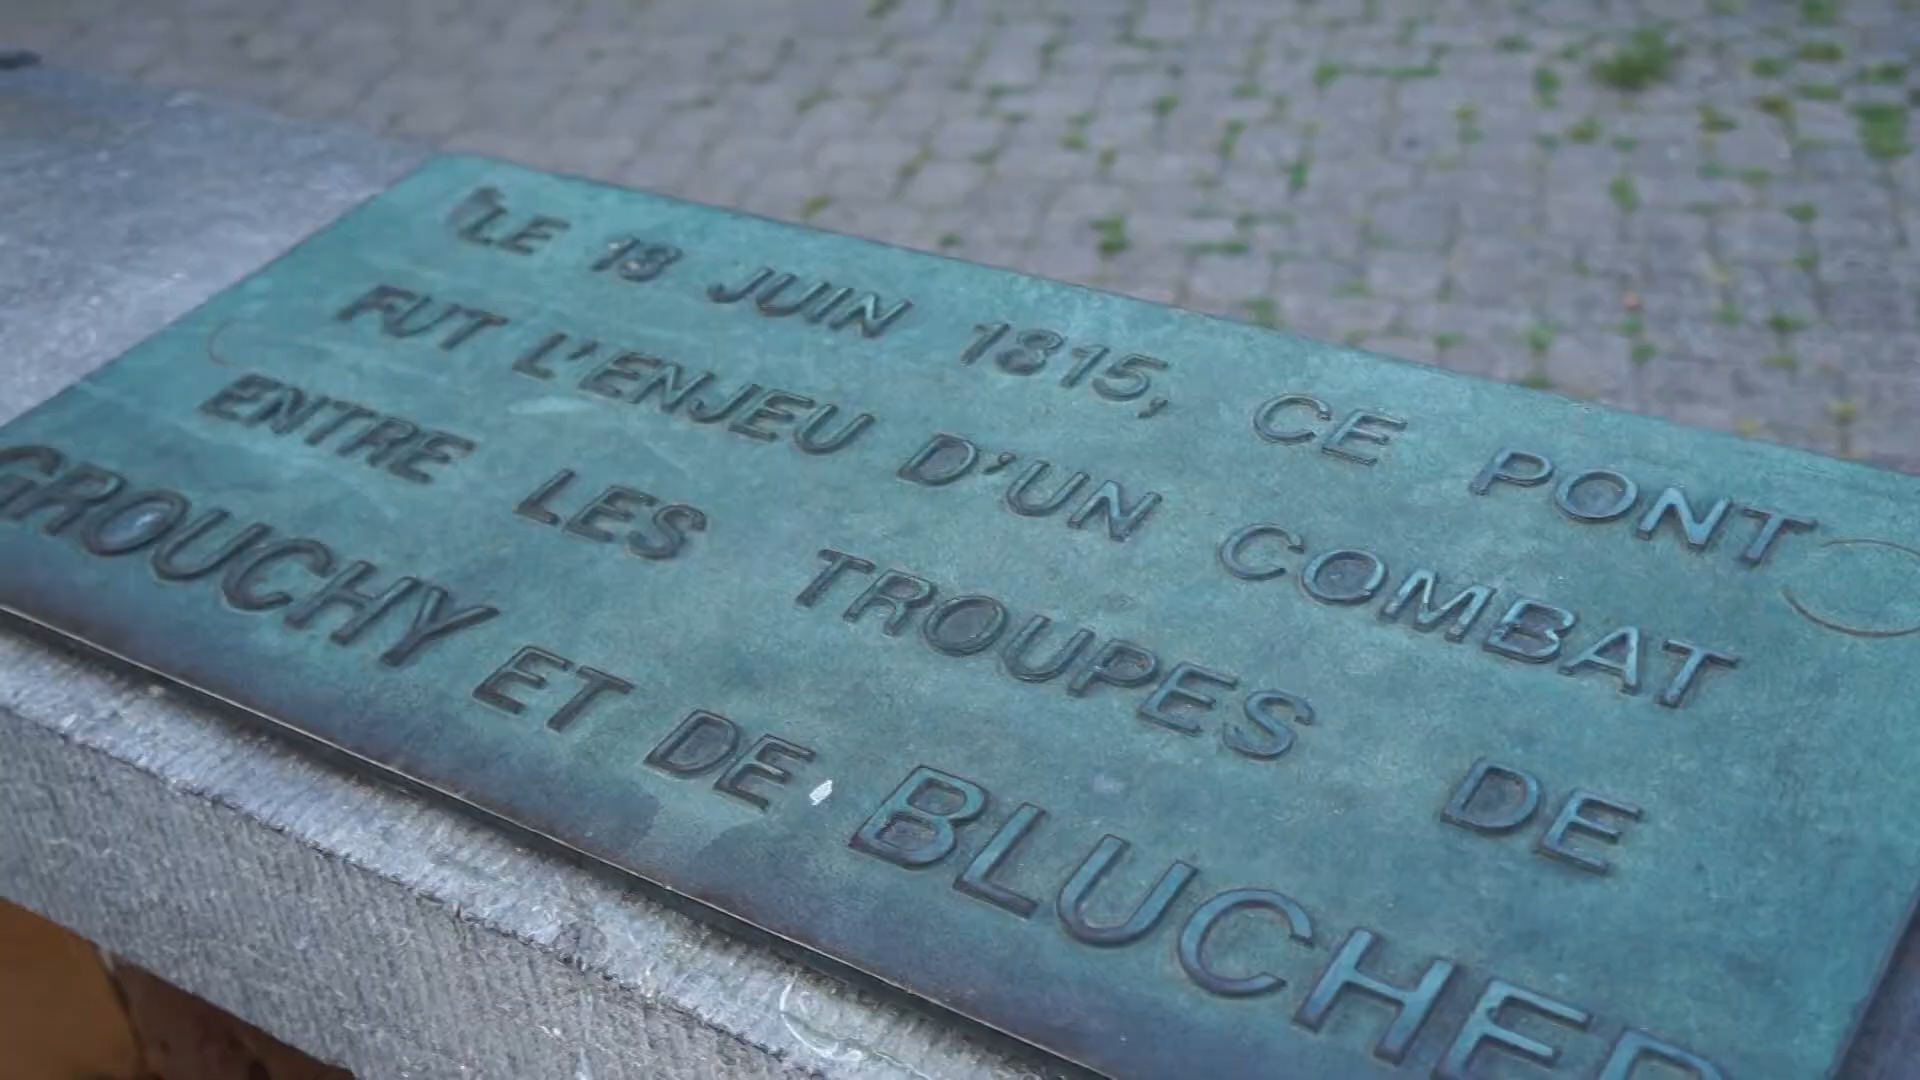 LE 18 JUIN 1815, CE PONT
FUT L'ENJEU D'UN COMBAT
ENTRE LES TROUPES DE
GROUCHY ET DE BLUCHER